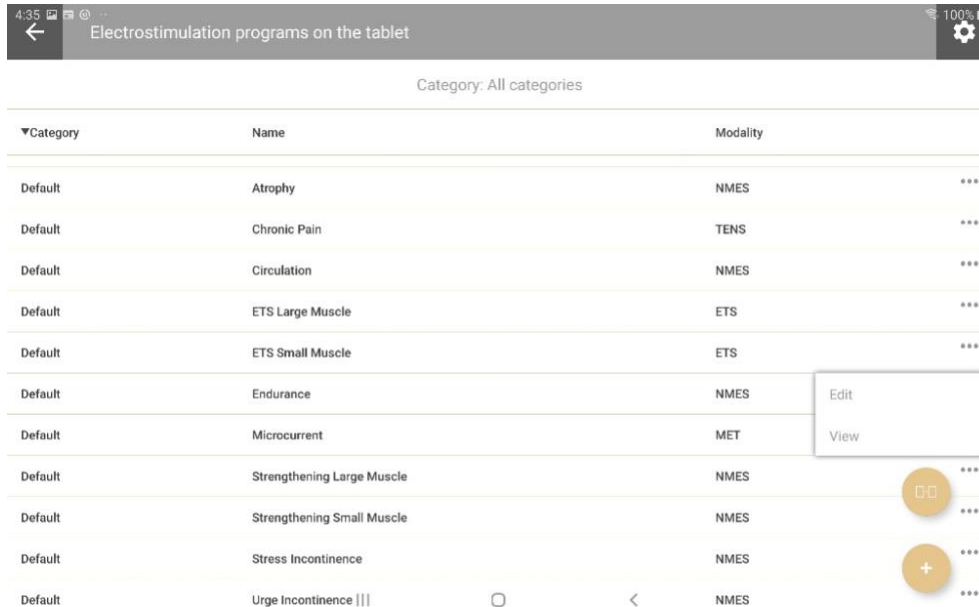 4:35 100%
Electrostimulation programs on the tablet
Category: All categories
▼Category Name Modality
Default Atrophy NMES
Default Chronic Pain TENS
Default Circulation NMES
Default ETS Large Muscle ETS
Default ETS Small Muscle ETS
Default Endurance NMES Edit
Default Microcurrent MET View
Default Strengthening Large Muscle NMES
Default Strengthening Small Muscle NMES
Default Stress Incontinence NMES
Default Urge Incontinence NMES